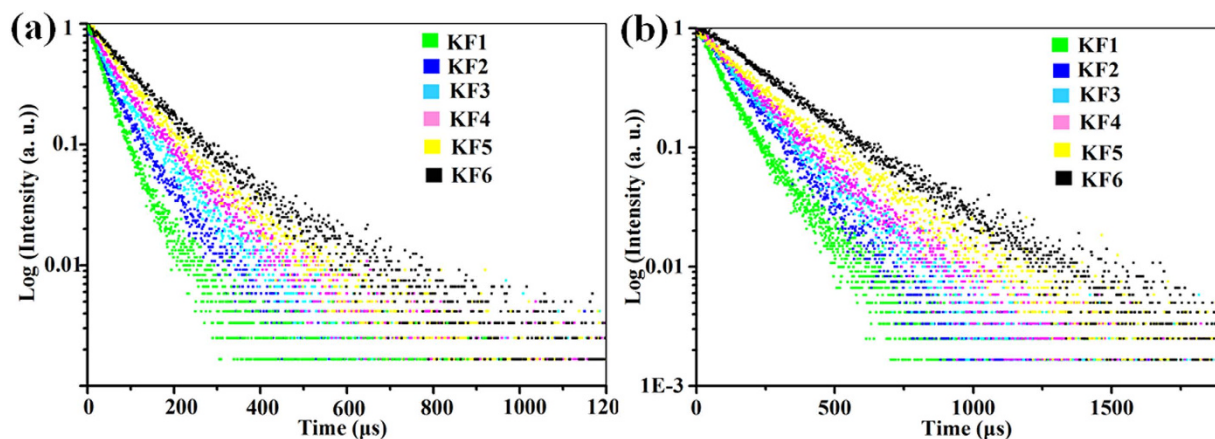 (a)
1
0.1
0.01
Log (Intensity (a. u.))
KF1
KF2
KF3
KF4
KF5
KF6
0 200 400 600 800 1000 120
Time (μs)
(b)
1
0.1
0.01
1E-3
Log (Intensity (a. u.))
KF1
KF2
KF3
KF4
KF5
KF6
0 500 1000 1500
Time (μs)